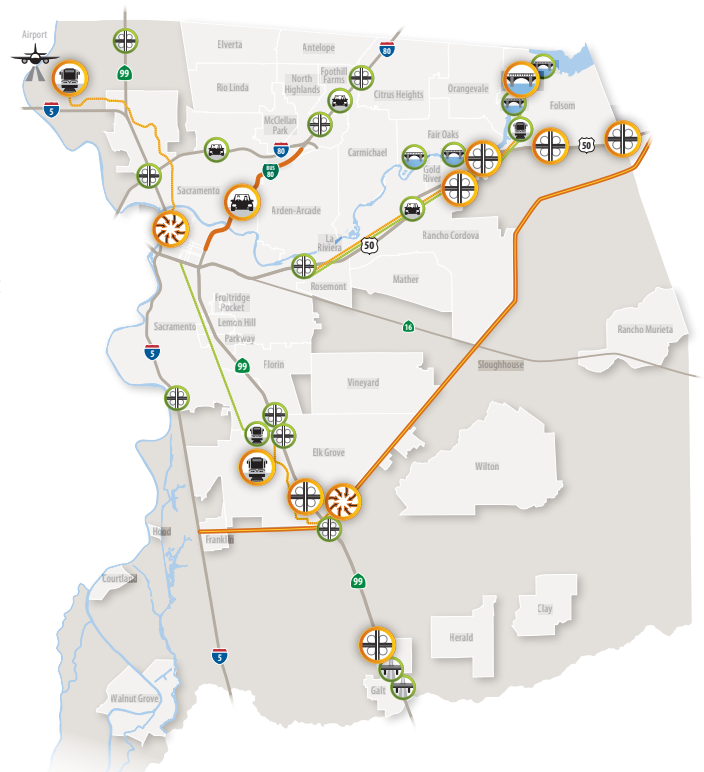 Airport
Elverta
Antelope
80
99
Rio Linda
North
Highlands
Foothill
Farms
Citrus Heights
Orangevale
Folsom
5
McClellan
Park
Fair Oaks
80
Carmichael
50
BUS
80
Gold
River
Sacramento
Arden-Arcade
La
Riviera
50
Rancho Cordova
Rosemont
Mather
Fruitridge
Pocket
Sacramento
Lemon Hill
Parkway
16
Rancho Murieta
5
99
Florin
Sloughhouse
Vineyard
Elk Grove
Wilton
Hood
Franklin
Courtland
99
Clay
Herald
5
Galt
Walnut Grove